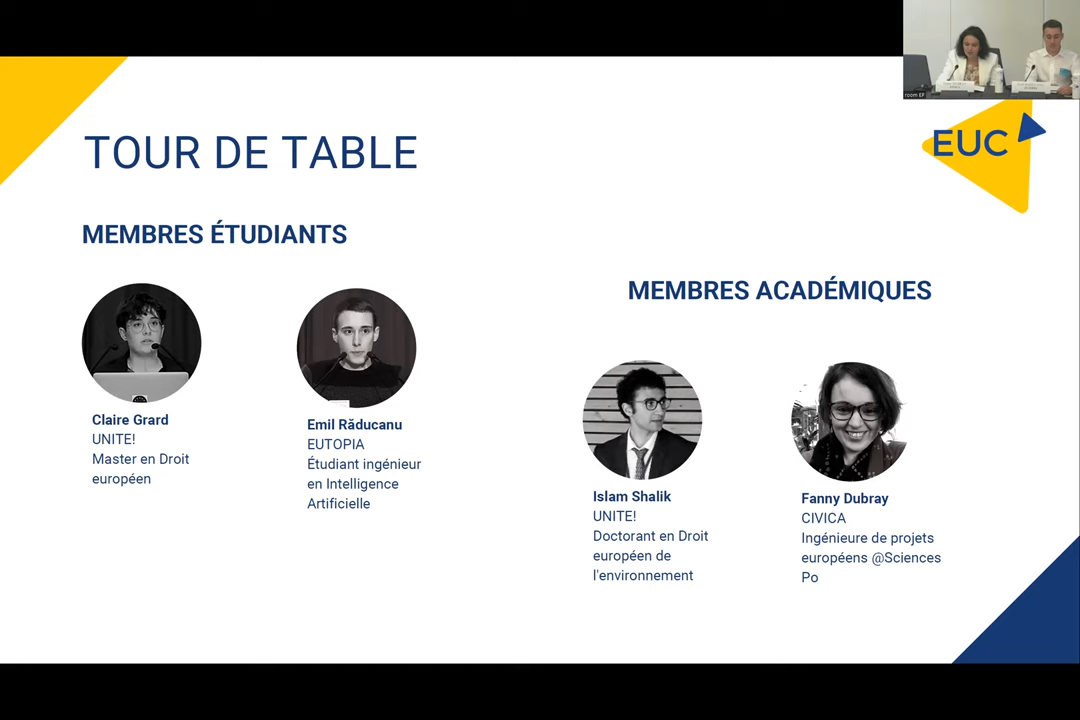 room EP
EUC
TOUR DE TABLE
MEMBRES ÉTUDIANTS
Claire Grard
UNITE!
Master en Droit
européen
Emil Răducanu
EUTOPIA
Étudiant ingénieur
en Intelligence
Artificielle
MEMBRES ACADÉMIQUES
Islam Shalik
UNITE!
Doctorant en Droit
européen de
l'environnement
Fanny Dubray
CIVICA
Ingénieure de projets
européens @Sciences
Po